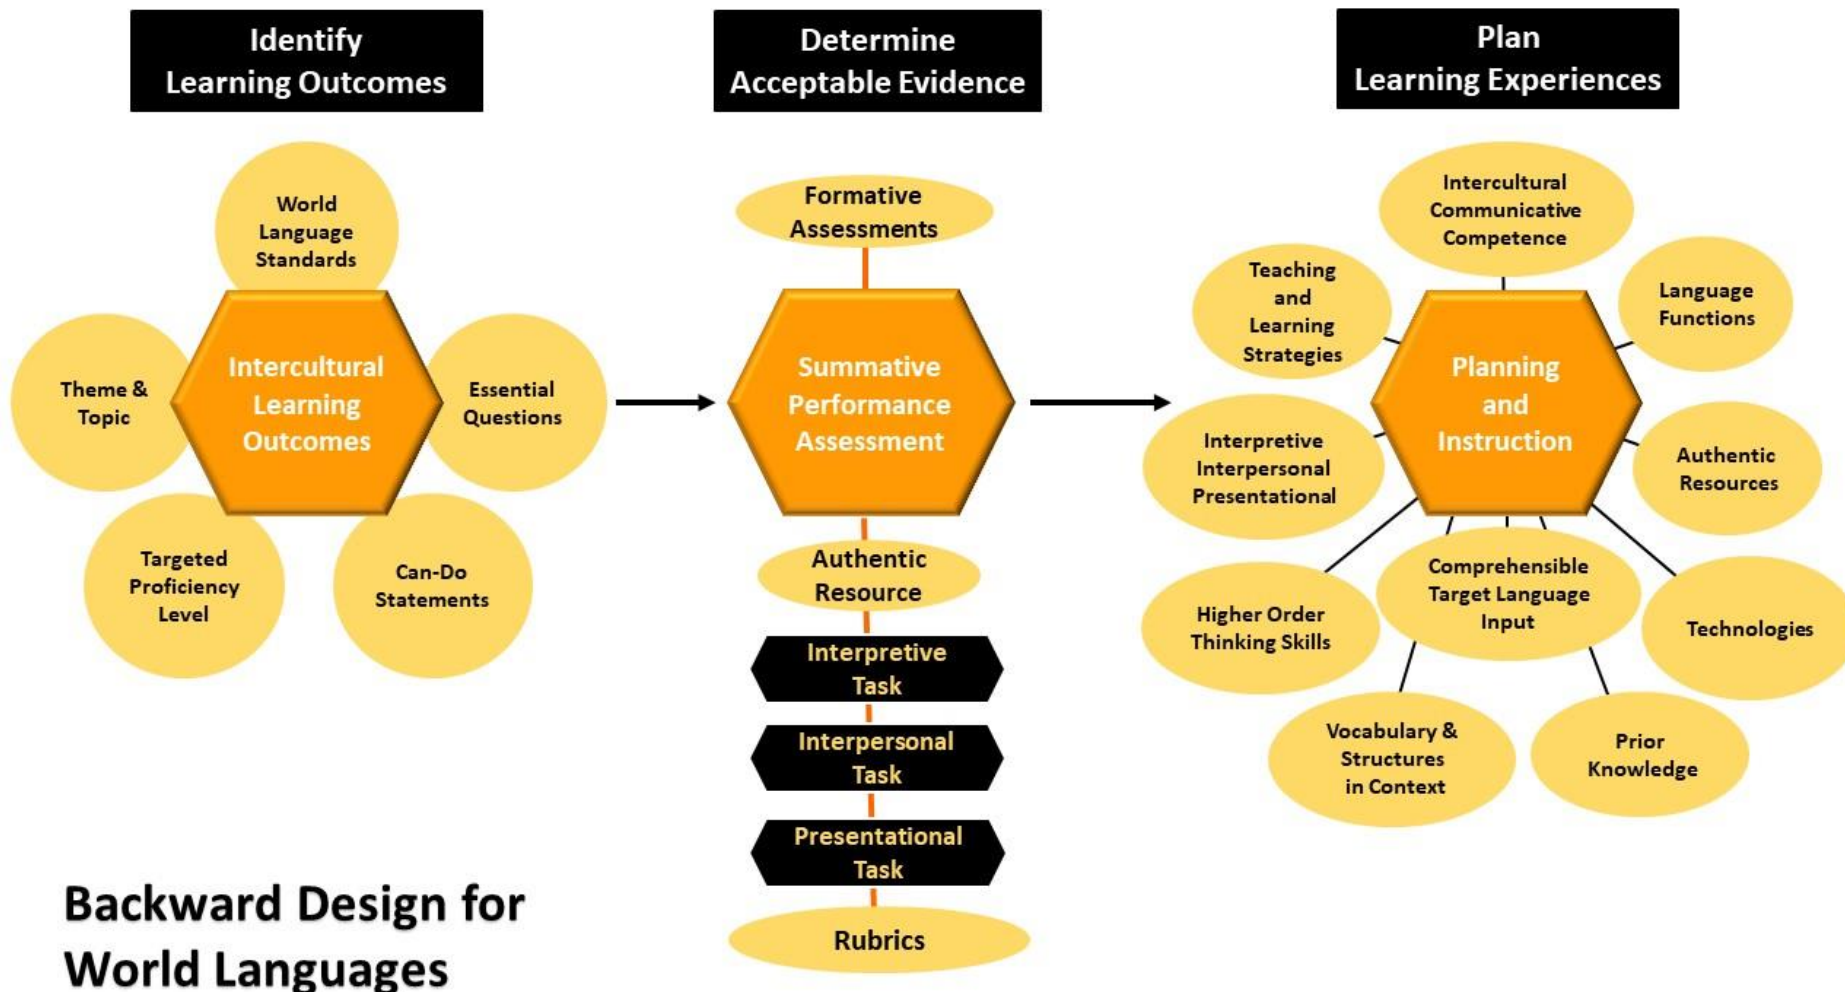 Identify
Learning Outcomes
World
Language
Standards
Theme &
Topic
Intercultural
Learning
Outcomes
Essential
Questions
Targeted
Proficiency
Level
Can-Do
Statements
Determine
Acceptable Evidence
Formative
Assessments
Summative
Performance
Assessment
Authentic
Resource
Interpretive
Task
Interpersonal
Task
Presentational
Task
Rubrics
Plan
Learning Experiences
Intercultural
Communicative
Competence
Teaching
and
Learning
Strategies
Language
Functions
Planning
and
Instruction
Interpretive
Interpersonal
Presentational
Authentic
Resources
Higher Order
Thinking Skills
Comprehensible
Target Language
Input
Technologies
Vocabulary &
Structures
in Context
Prior
Knowledge
Backward Design for
World Languages